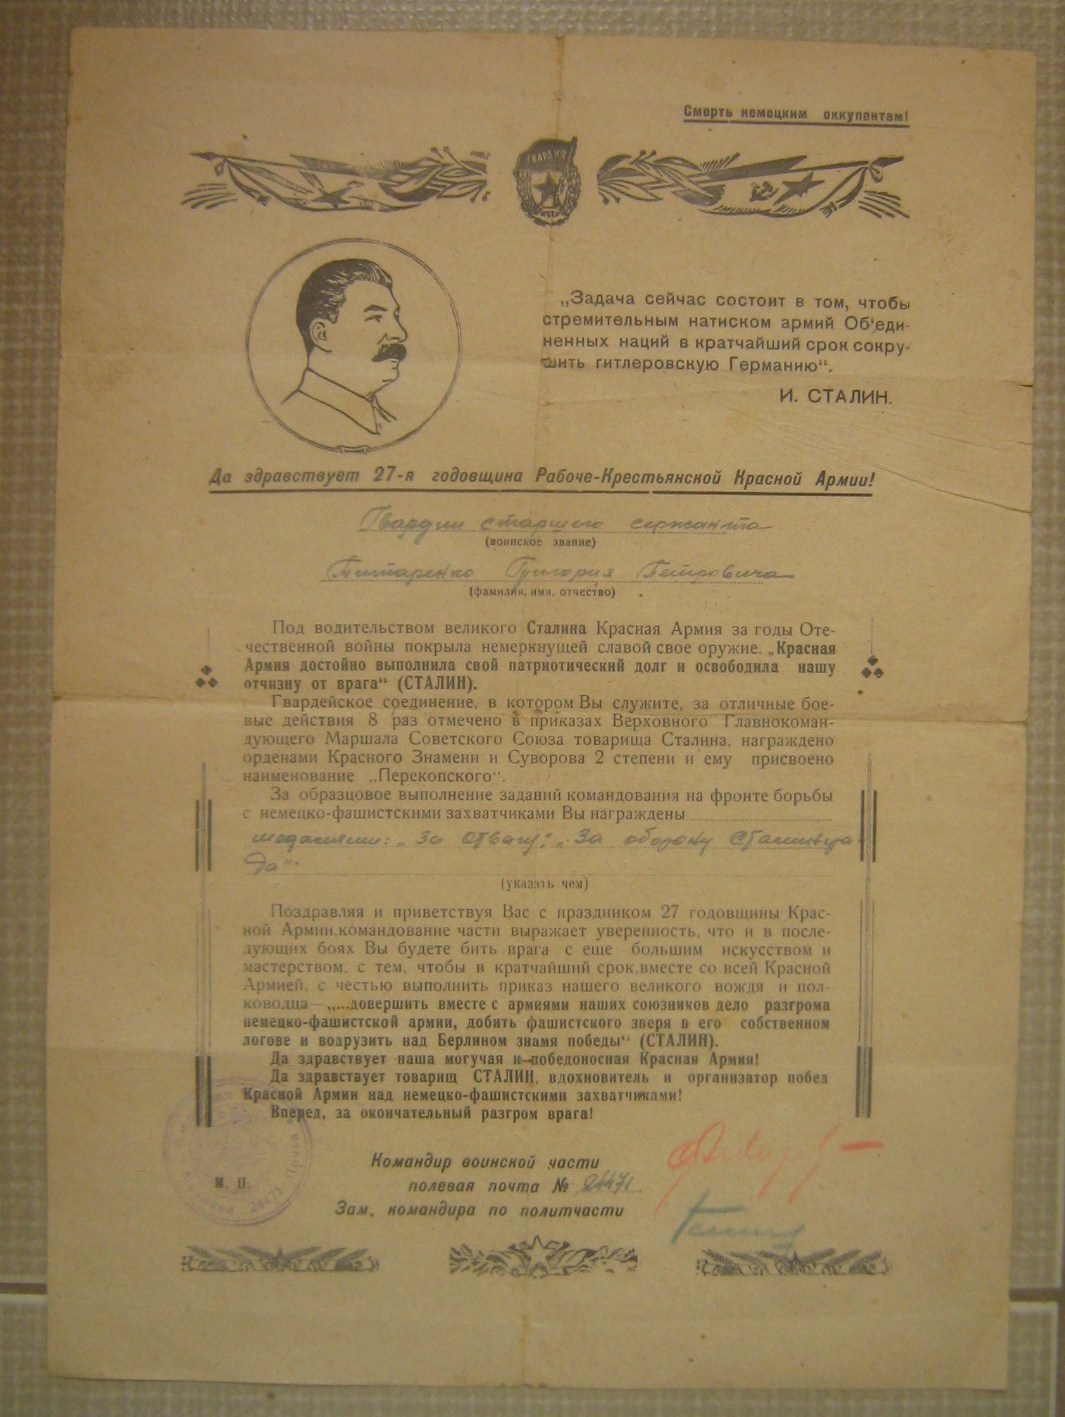 Смерть немецким оккупантам!
ГВАРДИЯ
„Задача сейчас состоит в том, чтобы
стремительным натиском армий Об'еди-
ненных наций в кратчайший срок сокру-
шить гитлеровскую Германию“.
И. СТАЛИН.
Да здравствует 27-я годовщина Рабоче-Крестьянской Красной Армии!
Гвардии старшего сержанта
(воинское звание)
Титаренко Григория Петровича
(фамилия, имя, отчество)
Под водительством великого Сталина Красная Армия за годы Оте-
чественной войны покрыла немеркнущей славой свое оружие. „Красная
Армия достойно выполнила свой патриотический долг и освободила нашу
отчизну от врага“ (СТАЛИН).
Гвардейское соединение, в котором Вы служите, за отличные бое-
вые действия 8 раз отмечено в приказах Верховного Главнокоман-
дующего Маршала Советского Союза товарища Сталина, награждено
орденами Красного Знамени и Суворова 2 степени и ему присвоено
наименование „Перекопского“.
За образцовое выполнение заданий командования на фронте борьбы
с немецко-фашистскими захватчиками Вы награждены
медалями: „За отвагу“, „За оборону Сталингра
да“.
(указать чем)
Поздравляя и приветствуя Вас с праздником 27 годовщины Крас-
ной Армии,командование части выражает уверенность, что и в после-
дующих боях Вы будете бить врага с еще большим искусством и
мастерством, с тем, чтобы в кратчайший срок,вместе со всей Красной
Армией, с честью выполнить приказ нашего великого вождя и пол-
ководца—„....довершить вместе с армиями наших союзников дело разгрома
немецко-фашистской армии, добить фашистского зверя в его собственном
логове и водрузить над Берлином знамя победы“ (СТАЛИН).
Да здравствует наша могучая и победоносная Красная Армия!
Да здравствует товарищ СТАЛИН, вдохновитель и организатор побед
Красной Армии над немецко-фашистскими захватчиками!
Вперед, за окончательный разгром врага!
Командир воинской части
М. П.
полевая почта № 24471
Зам. командира по политчасти